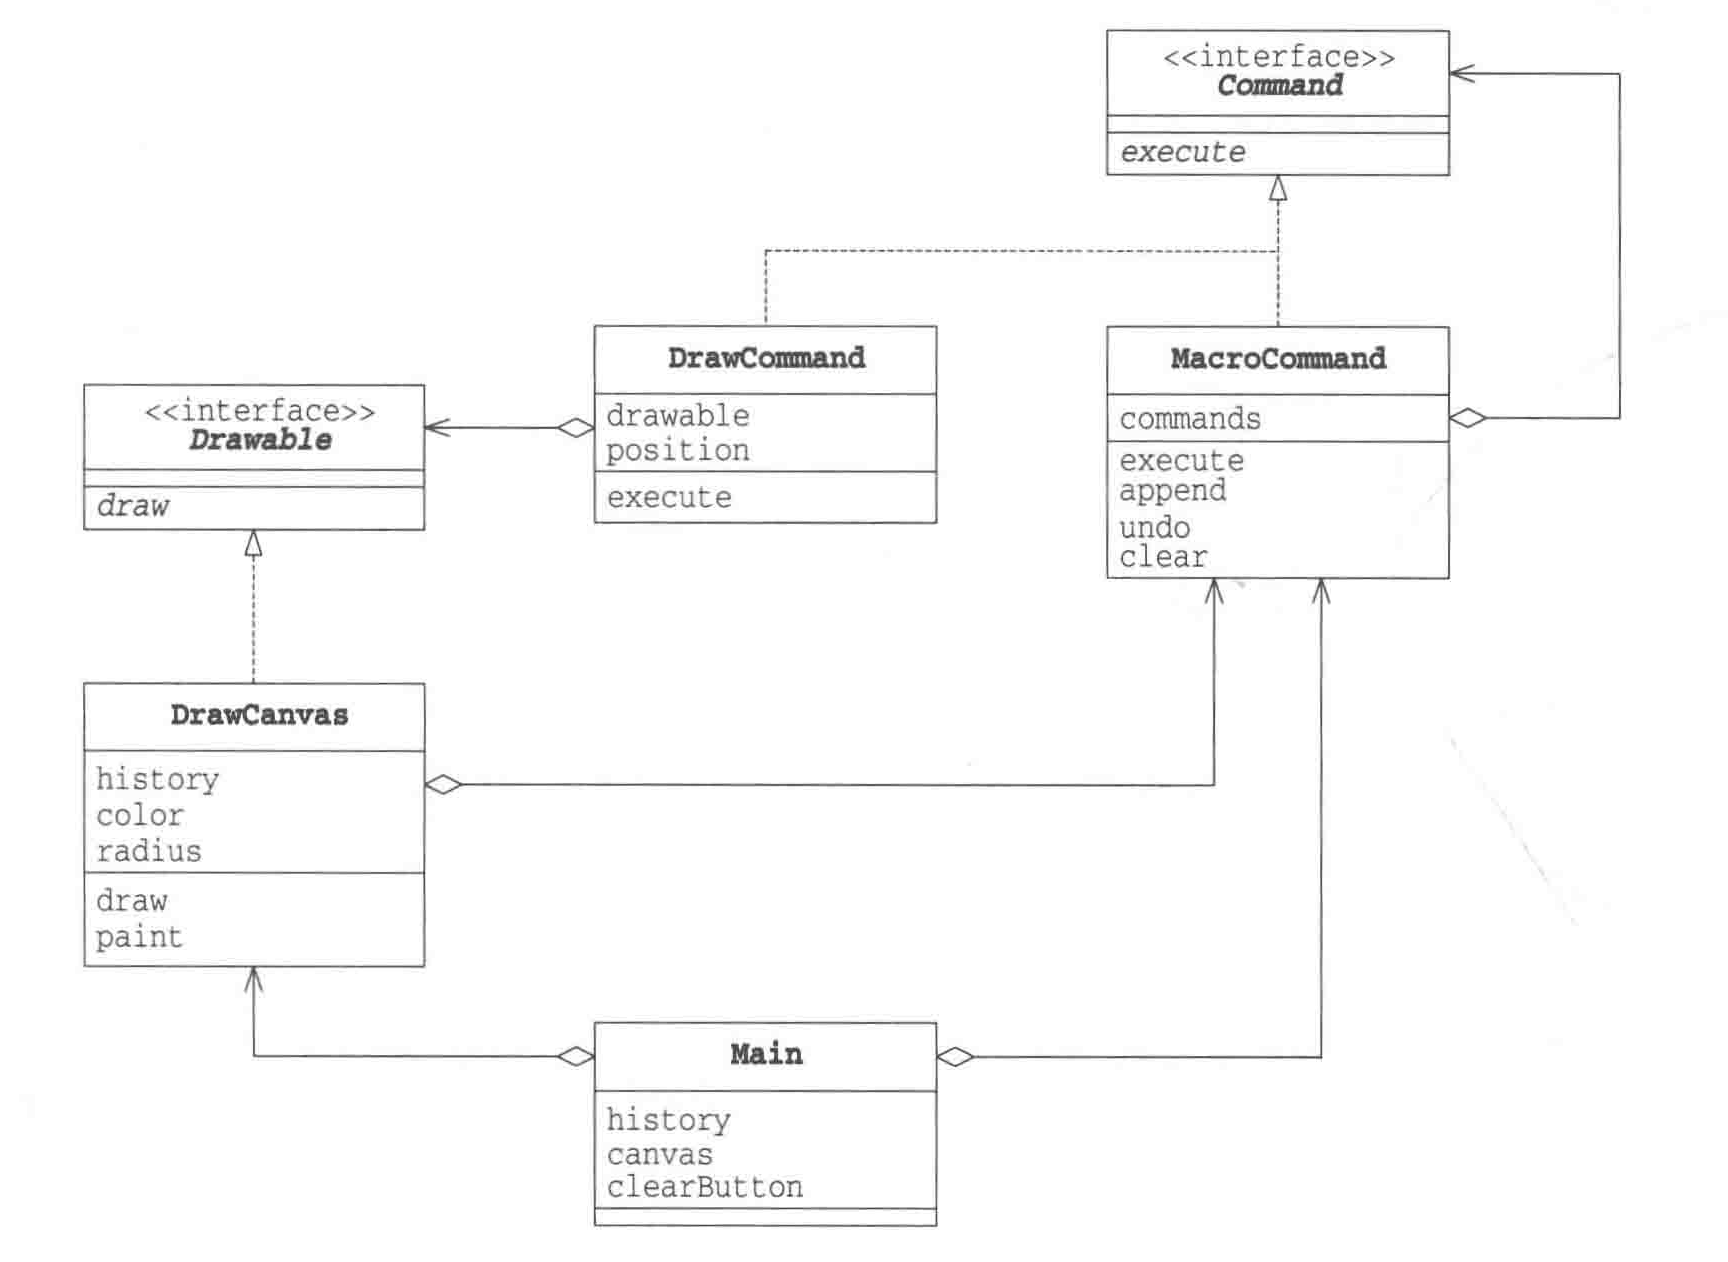 <<interface>>
Command
execute
DrawCommand
drawable
position
execute
MacroCommand
commands
execute
append
undo
clear
<<interface>>
Drawable
draw
DrawCanvas
history
color
radius
draw
paint
Main
history
canvas
clearButton